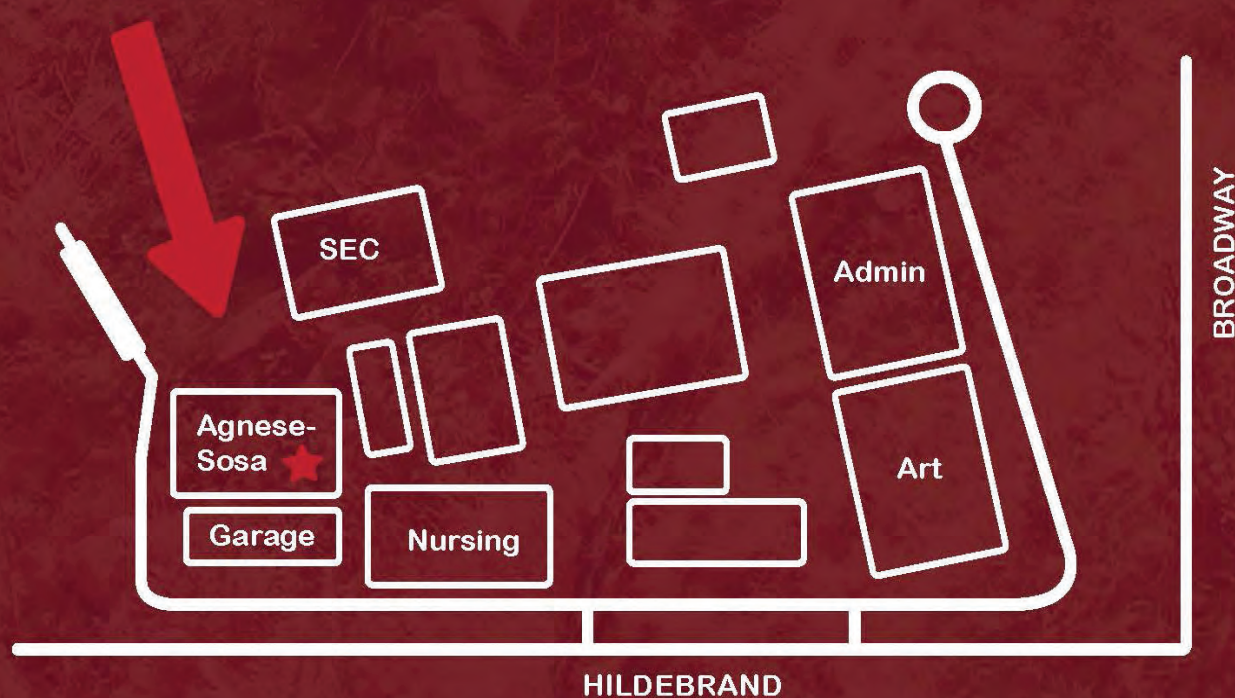 SEC
Admin
BROADWAY
Agnese-
Sosa
Art
Garage
Nursing
HILDEBRAND